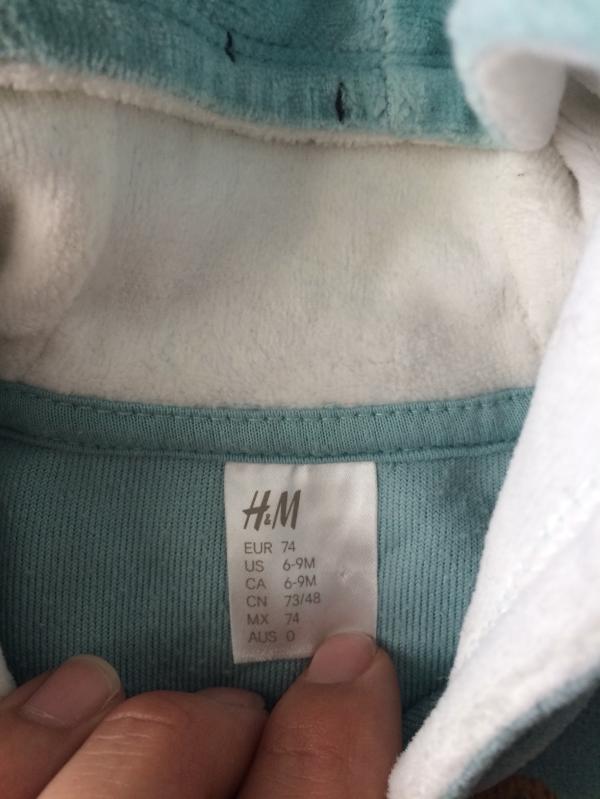 H&M
EUR 74
US 6-9M
CA 6-9M
CN 73/48
MX 74
AUS 0